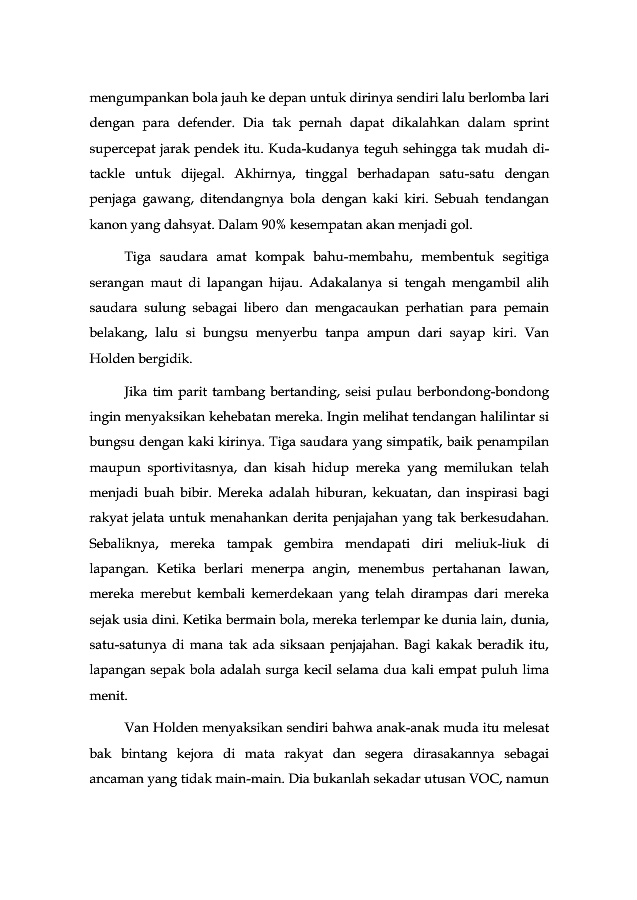 mengumpankan bola jauh ke depan untuk dirinya sendiri lalu berlomba lari
dengan para defender. Dia tak pernah dapat dikalahkan dalam sprint
supercepat jarak pendek itu. Kuda-kudanya teguh sehingga tak mudah di-
tackle untuk dijegal. Akhirnya, tinggal berhadapan satu-satu dengan
penjaga gawang, ditendangnya bola dengan kaki kiri. Sebuah tendangan
kanon yang dahsyat. Dalam 90% kesempatan akan menjadi gol.
Tiga saudara amat kompak bahu-membahu, membentuk segitiga
serangan maut di lapangan hijau. Adakalanya si tengah mengambil alih
saudara sulung sebagai libero dan mengacaukan perhatian para pemain
belakang, lalu si bungsu menyerbu tanpa ampun dari sayap kiri. Van
Holden bergidik.
Jika tim parit tambang bertanding, seisi pulau berbondong-bondong
ingin menyaksikan kehebatan mereka. Ingin melihat tendangan halilintar si
bungsu dengan kaki kirinya. Tiga saudara yang simpatik, baik penampilan
maupun sportivitasnya, dan kisah hidup mereka yang memilukan telah
menjadi buah bibir. Mereka adalah hiburan, kekuatan, dan inspirasi bagi
rakyat jelata untuk menahankan derita penjajahan yang tak berkesudahan.
Sebaliknya, mereka tampak gembira mendapati diri meliuk-liuk di
lapangan. Ketika berlari menerpa angin, menembus pertahanan lawan,
mereka merebut kembali kemerdekaan yang telah dirampas dari mereka
sejak usia dini. Ketika bermain bola, mereka terlempar ke dunia lain, dunia,
satu-satunya di mana tak ada siksaan penjajahan. Bagi kakak beradik itu,
lapangan sepak bola adalah surga kecil selama dua kali empat puluh lima
menit.
Van Holden menyaksikan sendiri bahwa anak-anak muda itu melesat
bak bintang kejora di mata rakyat dan segera dirasakannya sebagai
ancaman yang tidak main-main. Dia bukanlah sekadar utusan VOC, namun